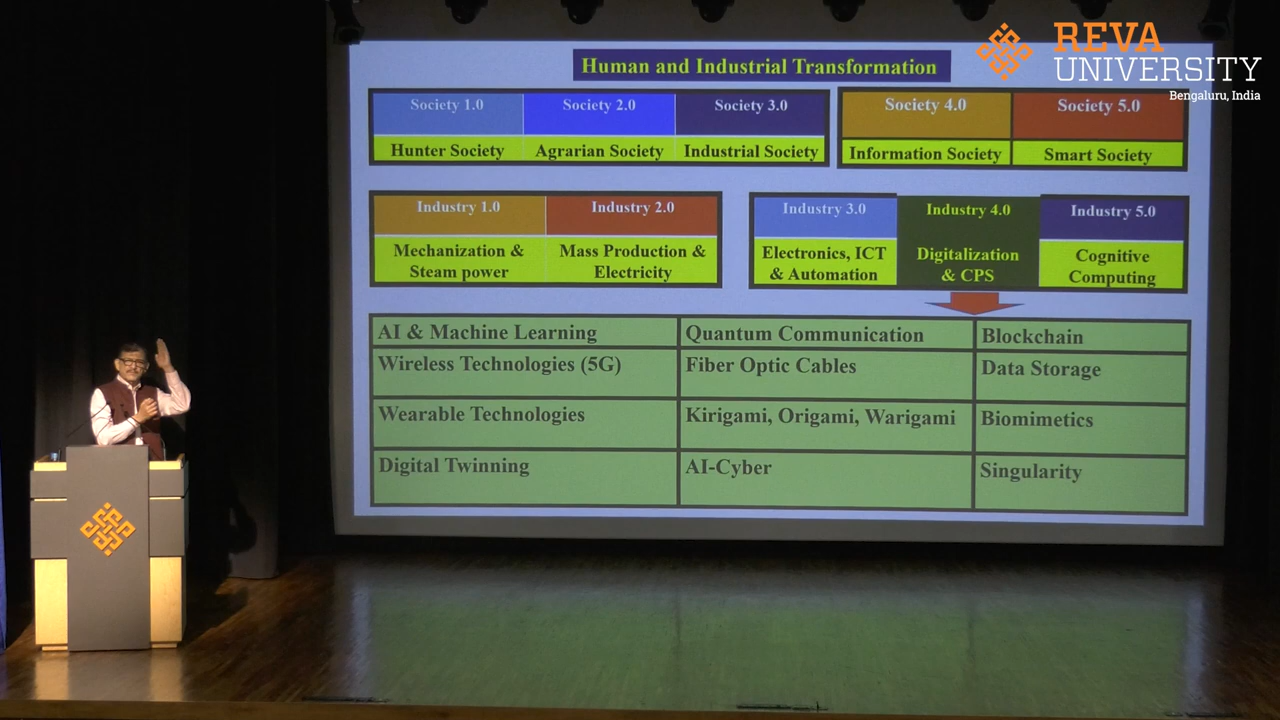 REVA
UNIVERSITY
Bengaluru, India
Human and Industrial Transformation
Society 1.0
Society 2.0
Society 3.0
Society 4.0
Society 5.0
Hunter Society
Agrarian Society
Industrial Society
Information Society
Smart Society
Industry 1.0
Industry 2.0
Industry 3.0
Industry 4.0
Industry 5.0
Mechanization &
Steam power
Mass Production &
Electricity
Electronics, ICT
& Automation
Digitalization
& CPS
Cognitive
Computing
AI & Machine Learning
Quantum Communication
Blockchain
Wireless Technologies (5G)
Fiber Optic Cables
Data Storage
Wearable Technologies
Kirigami, Origami, Warigami
Biomimetics
Digital Twinning
AI-Cyber
Singularity